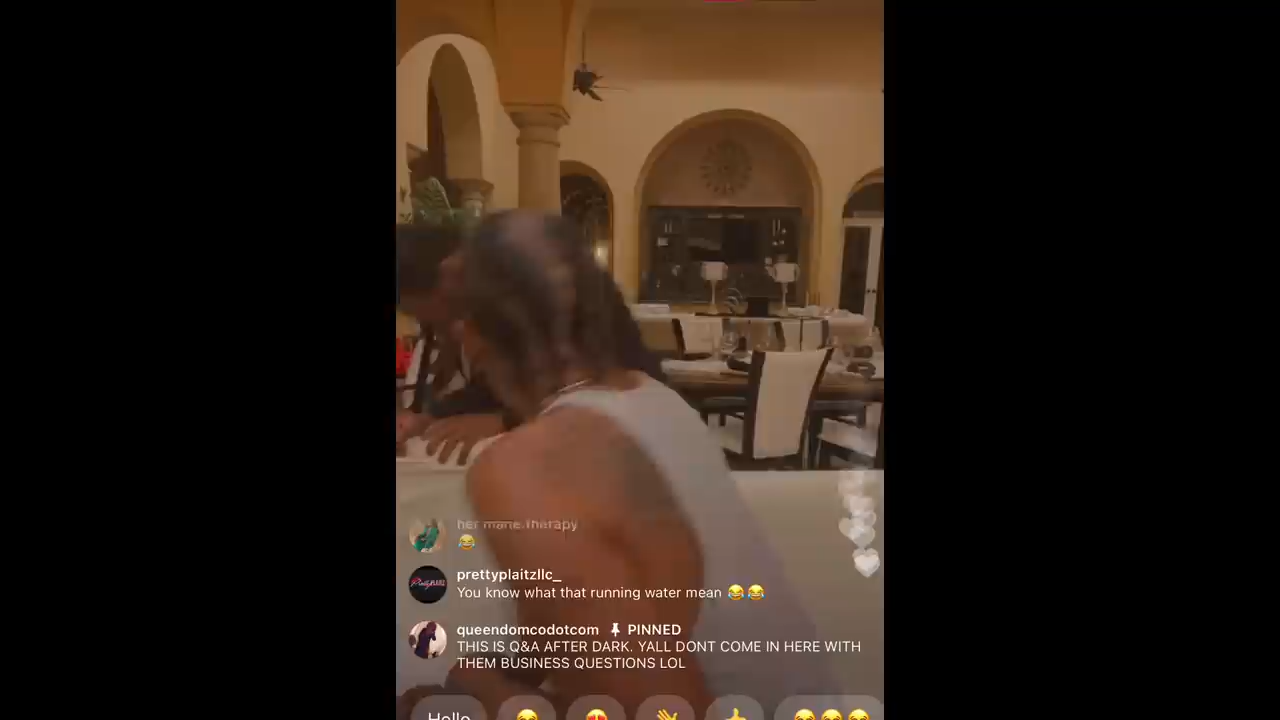 her mane.therapy
😂
prettyplaitzllc_
You know what that running water mean 😂😂
queendomcodotcom 📌 PINNED
THIS IS Q&A AFTER DARK. YALL DONT COME IN HERE WITH
THEM BUSINESS QUESTIONS LOL
Hello